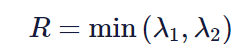 R = min (λ₁, λ₂)